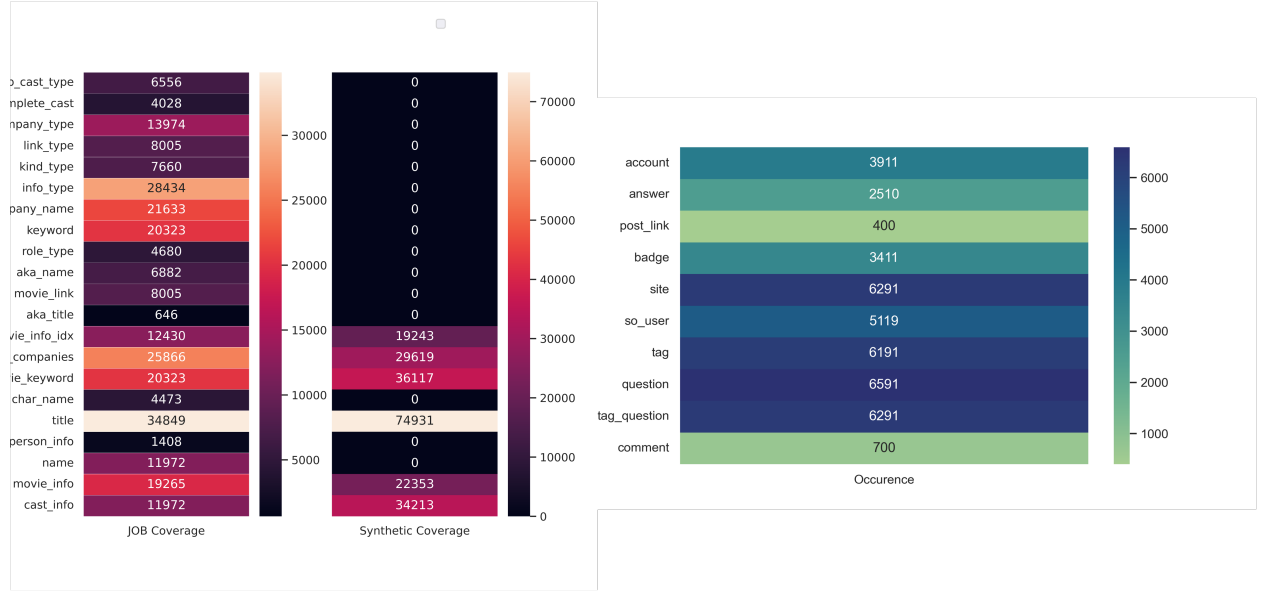 o_cast_type 6556 0
mplete_cast 4028 0
mpany_type 13974 0
link_type 8005 0
kind_type 7660 0
info_type 28434 0
pany_name 21633 0
keyword 20323 0
role_type 4680 0
aka_name 6882 0
movie_link 8005 0
aka_title 646 0
vie_info_idx 12430 19243
_companies 25866 29619
ie_keyword 20323 36117
char_name 4473 0
title 34849 74931
person_info 1408 0
name 11972 0
movie_info 19265 22353
cast_info 11972 34213
JOB Coverage
Synthetic Coverage
30000
25000
20000
15000
10000
5000
70000
60000
50000
40000
30000
20000
10000
0
account 3911
answer 2510
post_link 400
badge 3411
site 6291
so_user 5119
tag 6191
question 6591
tag_question 6291
comment 700
Occurence
6000
5000
4000
3000
2000
1000